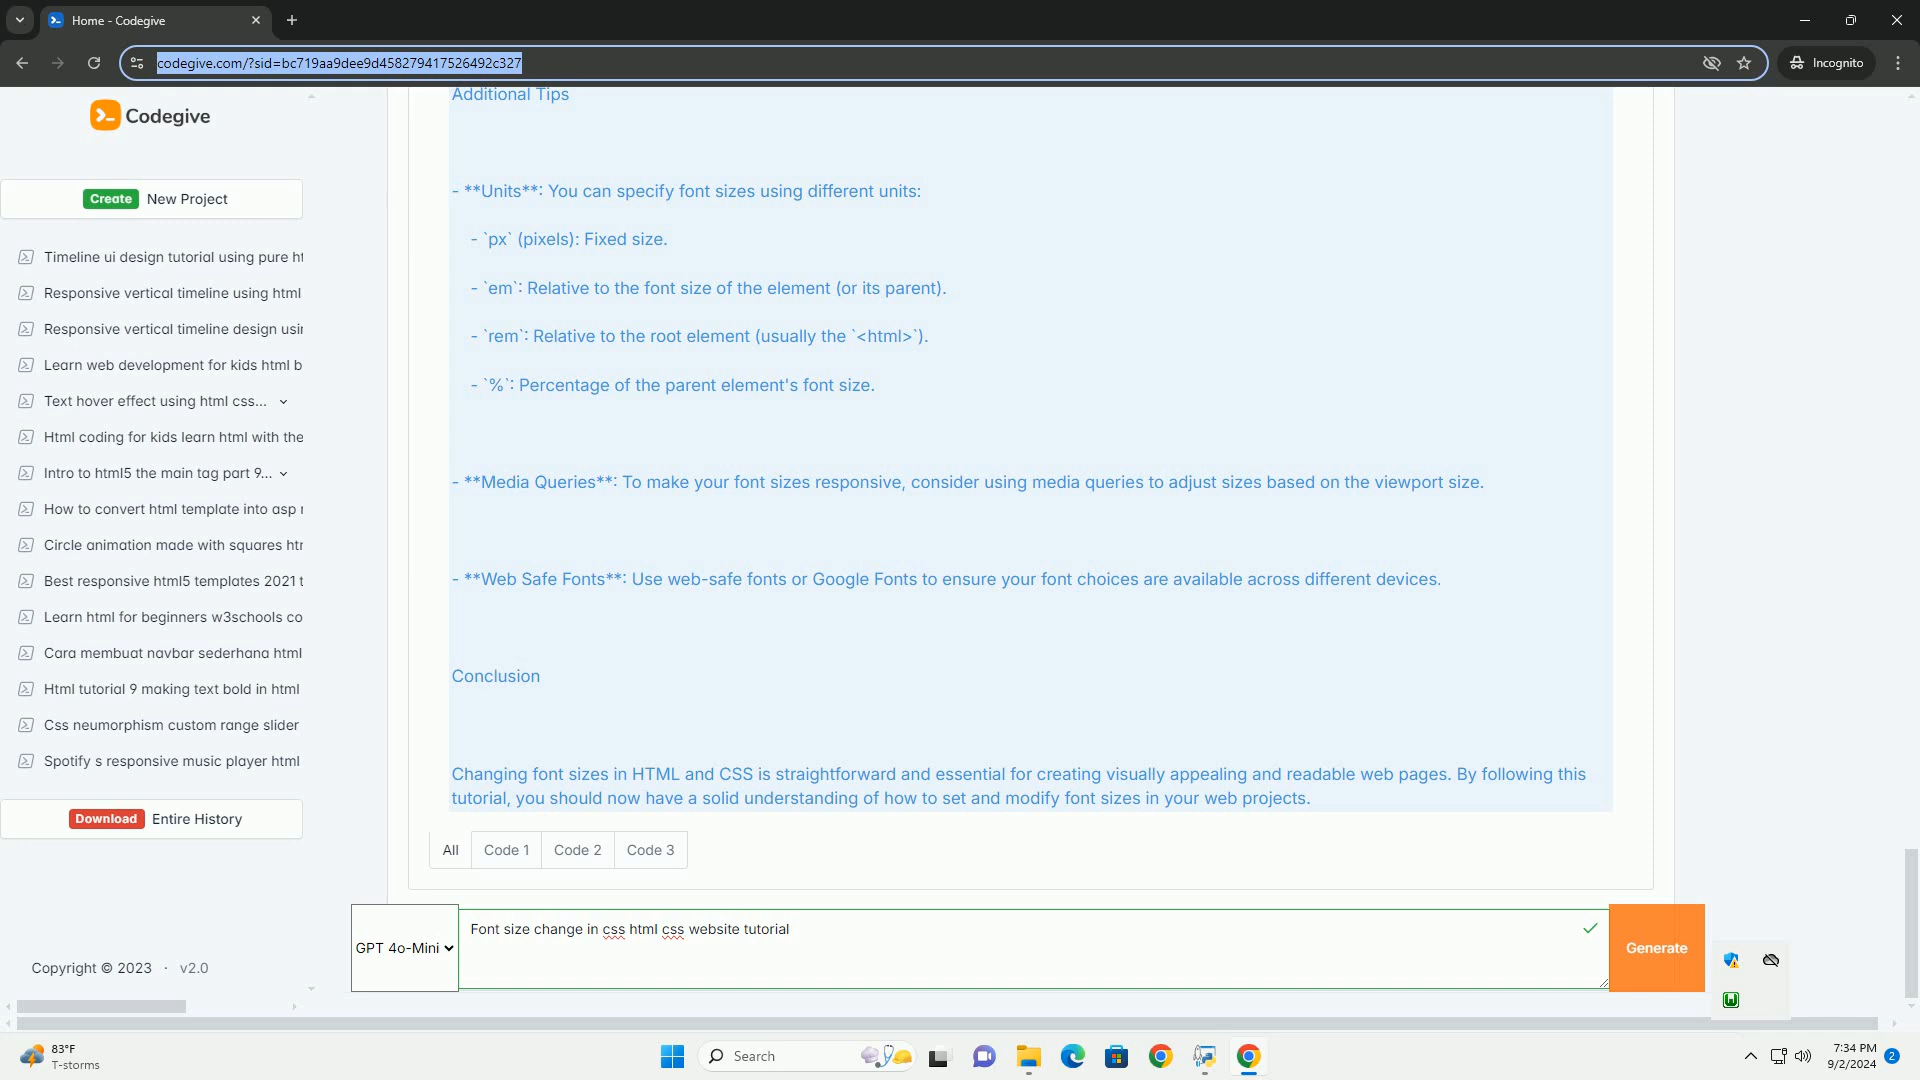 Home - Codegive
codegive.com/?sid=bc719aa9dee9d458279417526492c327
Incognito
Codegive
Create New Project
Timeline ui design tutorial using pure ht
Responsive vertical timeline using html
Responsive vertical timeline design usin
Learn web development for kids html b
Text hover effect using html css...
Html coding for kids learn html with the
Intro to html5 the main tag part 9...
How to convert html template into asp n
Circle animation made with squares htm
Best responsive html5 templates 2021 t
Learn html for beginners w3schools co
Cara membuat navbar sederhana html
Html tutorial 9 making text bold in html
Css neumorphism custom range slider
Spotify s responsive music player html
Download Entire History
Copyright © 2023 · v2.0
Additional Tips
- **Units**: You can specify font sizes using different units:
- `px` (pixels): Fixed size.
- `em`: Relative to the font size of the element (or its parent).
- `rem`: Relative to the root element (usually the `<html>`).
- `%`: Percentage of the parent element's font size.
- **Media Queries**: To make your font sizes responsive, consider using media queries to adjust sizes based on the viewport size.
- **Web Safe Fonts**: Use web-safe fonts or Google Fonts to ensure your font choices are available across different devices.
Conclusion
Changing font sizes in HTML and CSS is straightforward and essential for creating visually appealing and readable web pages. By following this
tutorial, you should now have a solid understanding of how to set and modify font sizes in your web projects.
All Code 1 Code 2 Code 3
GPT 4o-Mini
Font size change in css html css website tutorial
Generate
83°F
T-storms
Search
7:34 PM
9/2/2024
2